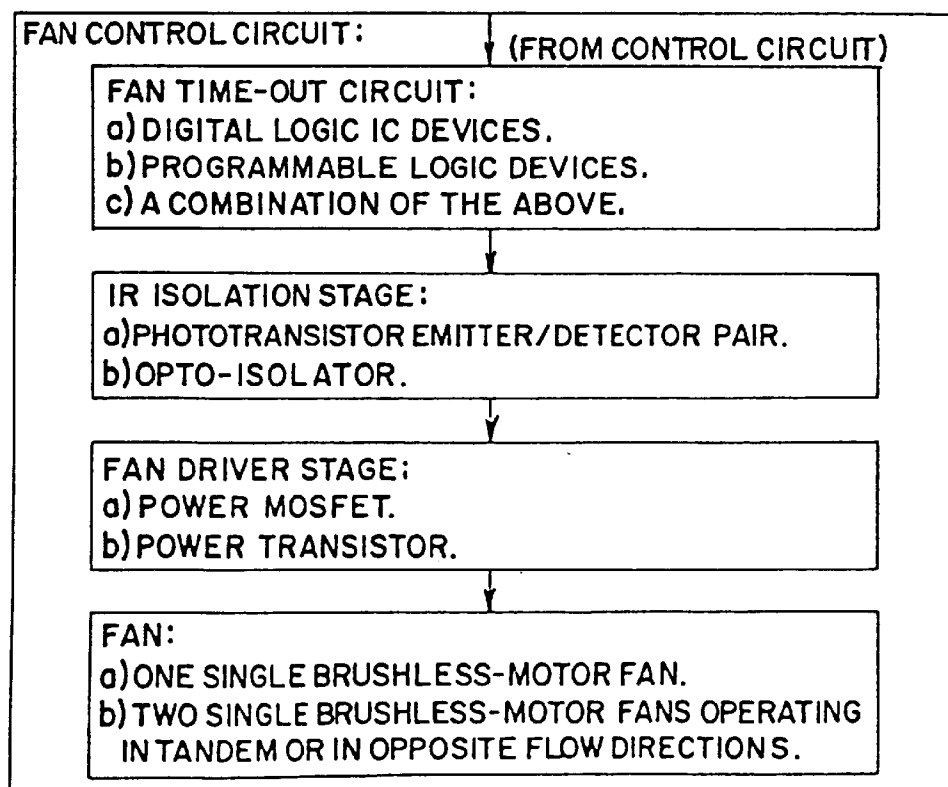 FAN CONTROL CIRCUIT:
(FROM CONTROL CIRCUIT)
FAN TIME-OUT CIRCUIT:
a) DIGITAL LOGIC IC DEVICES.
b) PROGRAMMABLE LOGIC DEVICES.
c) A COMBINATION OF THE ABOVE.
IR ISOLATION STAGE:
a) PHOTOTRANSISTOR EMITTER/DETECTOR PAIR.
b) OPTO-ISOLATOR.
FAN DRIVER STAGE:
a) POWER MOSFET.
b) POWER TRANSISTOR.
FAN:
a) ONE SINGLE BRUSHLESS-MOTOR FAN.
b) TWO SINGLE BRUSHLESS-MOTOR FANS OPERATING
IN TANDEM OR IN OPPOSITE FLOW DIRECTIONS.